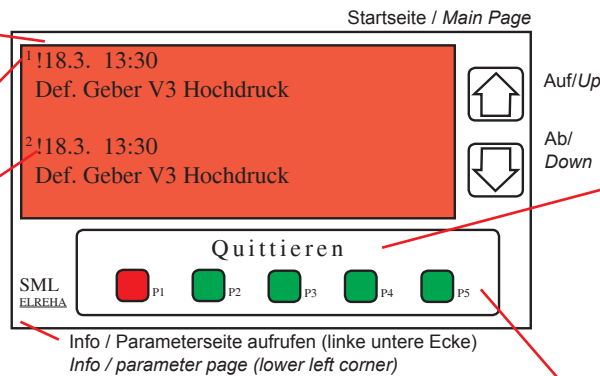 Startseite / Main Page
1 !18.3. 13:30
Def. Geber V3 Hochdruck
2 !18.3. 13:30
Def. Geber V3 Hochdruck
Auf/Up
Ab/
Down
Quittieren
SML
ELREHA
P1 P2 P3 P4 P5
Info / Parameterseite aufrufen (linke untere Ecke)
Info / parameter page (lower left corner)